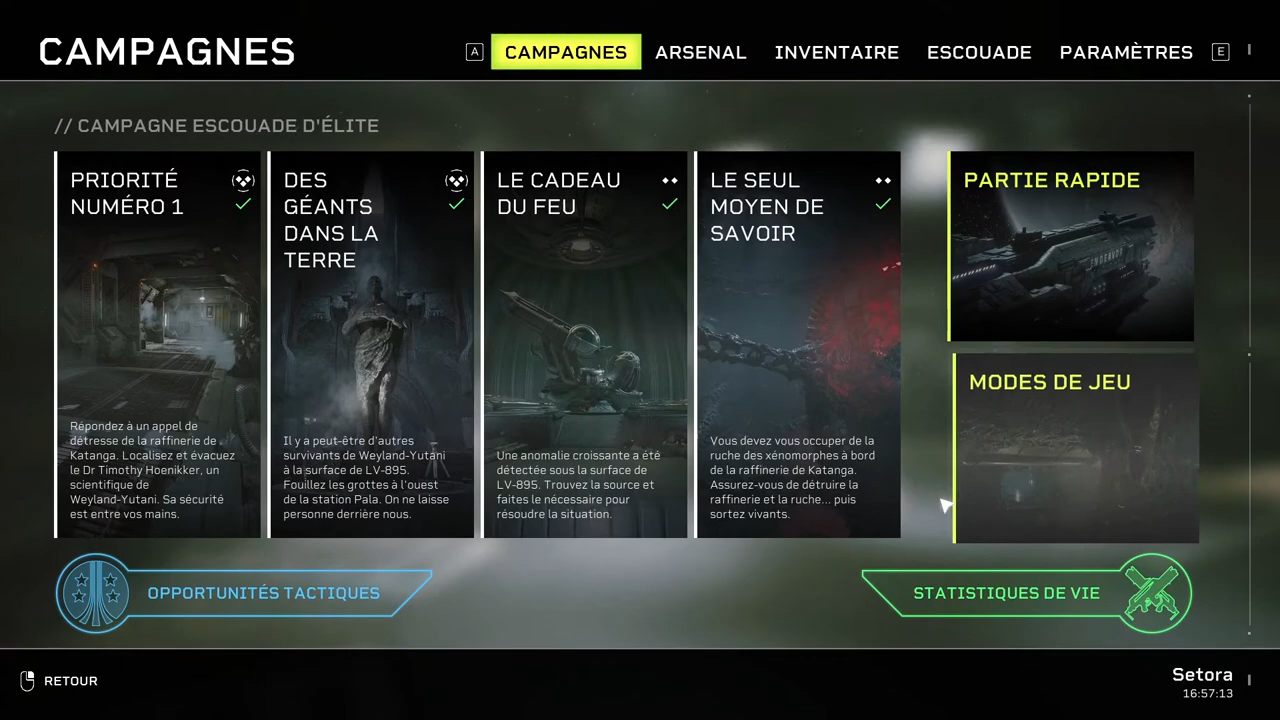 CAMPAGNES
A
CAMPAGNES
ARSENAL
INVENTAIRE
ESCOUADE
PARAMÈTRES
E
// CAMPAGNE ESCOUADE D'ÉLITE
PRIORITÉ
NUMÉRO 1
Répondez à un appel de
détresse de la raffinerie de
Katanga. Localisez et évacuez
le Dr Timothy Hoenikker, un
scientifique de
Weyland-Yutani. Sa sécurité
est entre vos mains.
DES
GÉANTS
DANS LA
TERRE
Il y a peut-être d'autres
survivants de Weyland-Yutani
à la surface de LV-895.
Fouillez les grottes à l'ouest
de la station Pala. On ne laisse
personne derrière nous.
LE CADEAU
DU FEU
Une anomalie croissante a été
détectée sous la surface de
LV-895. Trouvez la source et
faites le nécessaire pour
résoudre la situation.
LE SEUL
MOYEN DE
SAVOIR
Vous devez vous occuper de la
ruche des xénomorphes à bord
de la raffinerie de Katanga.
Assurez-vous de détruire la
raffinerie et la ruche... puis
sortez vivants.
PARTIE RAPIDE
MODES DE JEU
OPPORTUNITÉS TACTIQUES
STATISTIQUES DE VIE
RETOUR
Setora
16:57:13